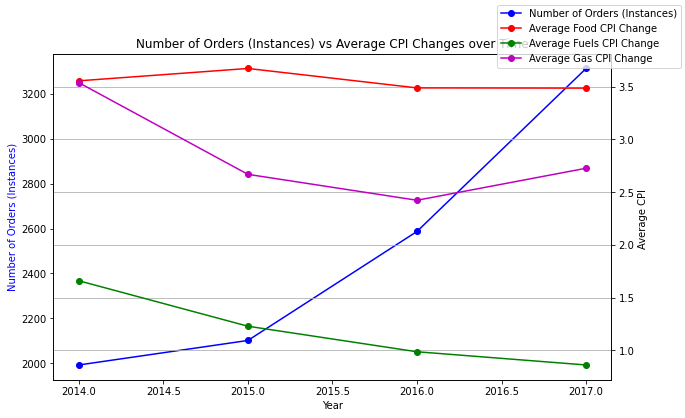 Number of Orders (Instances)
Average Food CPI Change
Average Fuels CPI Change
Average Gas CPI Change
Number of Orders (Instances) vs Average CPI Changes over
Number of Orders (Instances)
3200
3000
2800
2600
2400
2200
2000
3.5
3.0
2.5
2.0
1.5
1.0
Average CPI
2014.0 2014.5 2015.0 2015.5 2016.0 2016.5 2017.0
Year